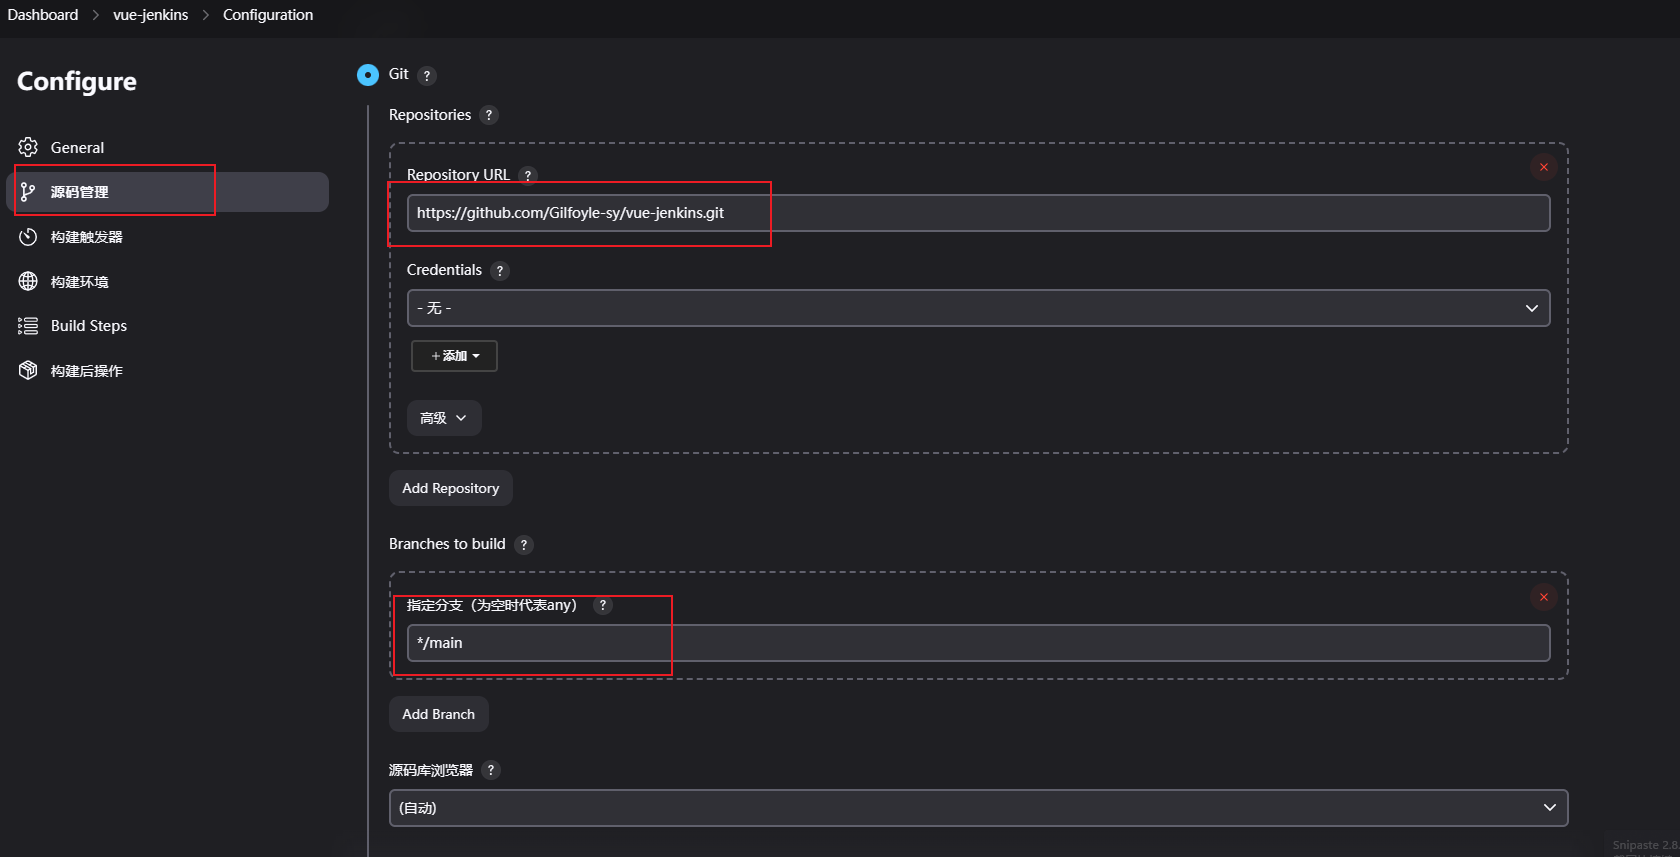 Dashboard > vue-jenkins > Configuration
Configure
General
源码管理
构建触发器
构建环境
Build Steps
构建后操作
Git ?
Repositories ?
Repository URL ?
https://github.com/Gilfoyle-sy/vue-jenkins.git
Credentials ?
- 无 -
+添加
高级
Add Repository
Branches to build ?
指定分支（为空时代表any） ?
*/main
Add Branch
源码库浏览器 ?
(自动)
Snipaste 2.8